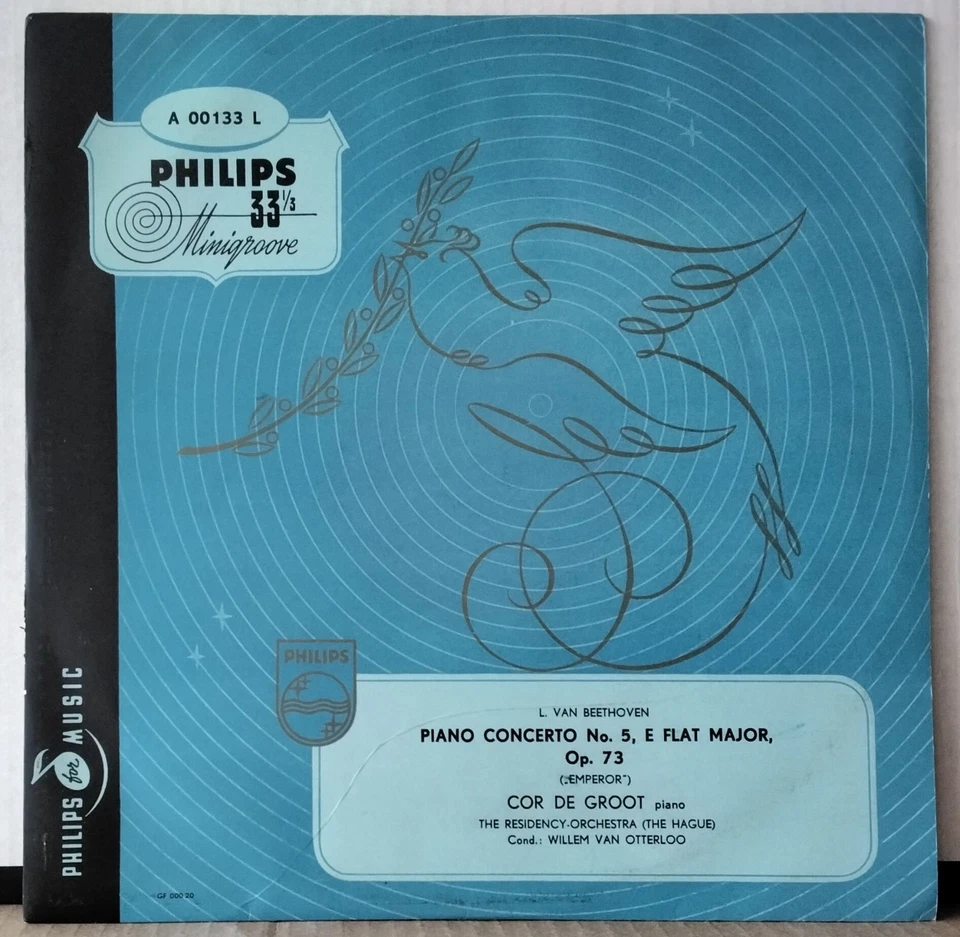 A 00133 L
PHILIPS
33 1/3
Minigroove
PHILIPS
L. VAN BEETHOVEN
PIANO CONCERTO No. 5, E FLAT MAJOR,
Op. 73
(„EMPEROR”)
COR DE GROOT piano
THE RESIDENCY-ORCHESTRA (THE HAGUE)
Cond.: WILLEM VAN OTTERLOO
PHILIPS for MUSIC
GF 000 20